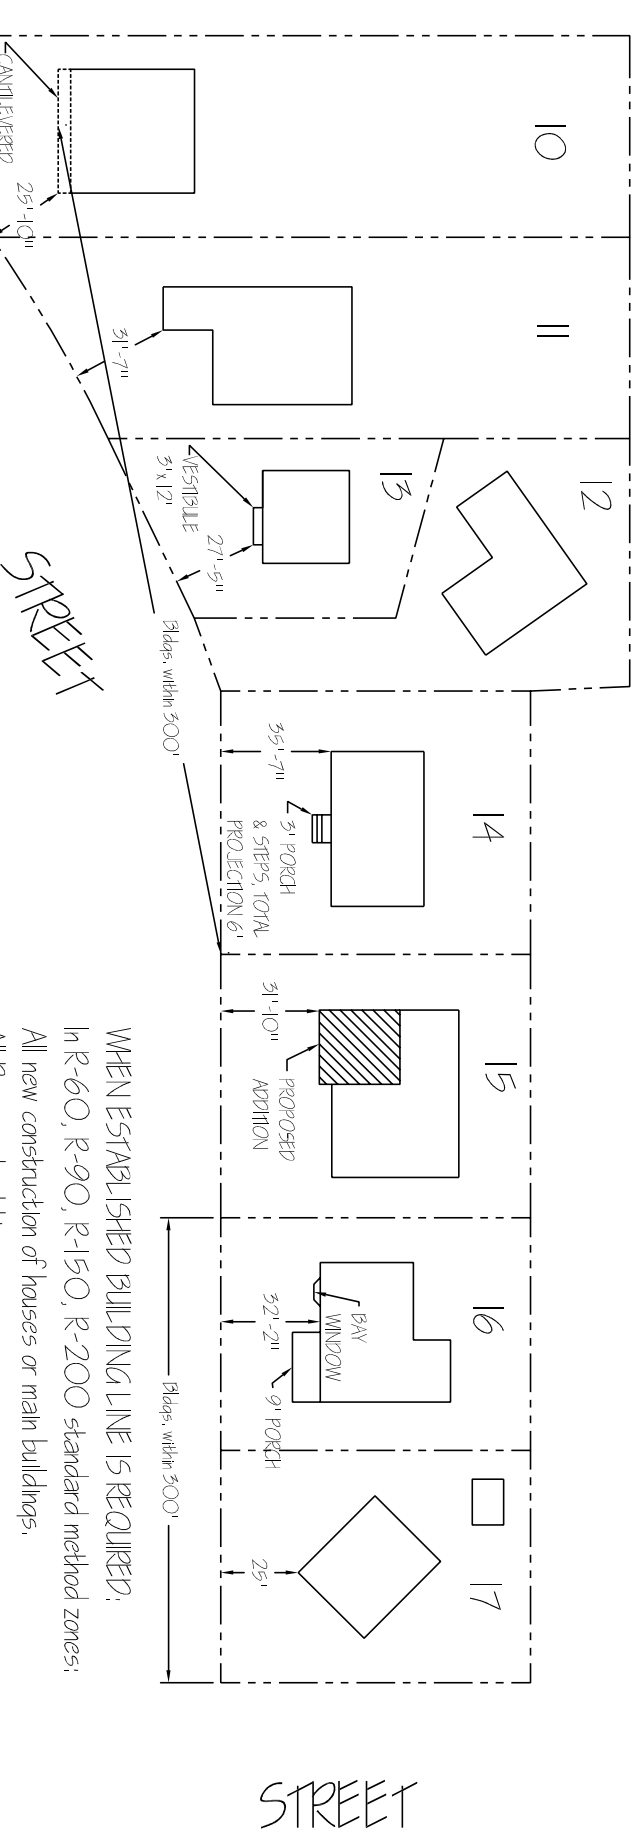 10
11
12
13
14
15
16
17
CANTILEVERED
25'-10"
31'-7"
VESTIBULE
3' x 12'
27'-5"
STREET
Bldgs. within 300'
35'-7"
3' PORCH
& STEPS, TOTAL
PROJECTION 6'
31'-10"
PROPOSED
ADDITION
BAY
WINDOW
32'-2"
9' PORCH
25'
Bldgs. within 300'
WHEN ESTABLISHED BUILDING LINE IS REQUIRED:
In R-60, R-90, R-150, R-200 standard method zones:
All new construction of houses or main buildings.
STREET